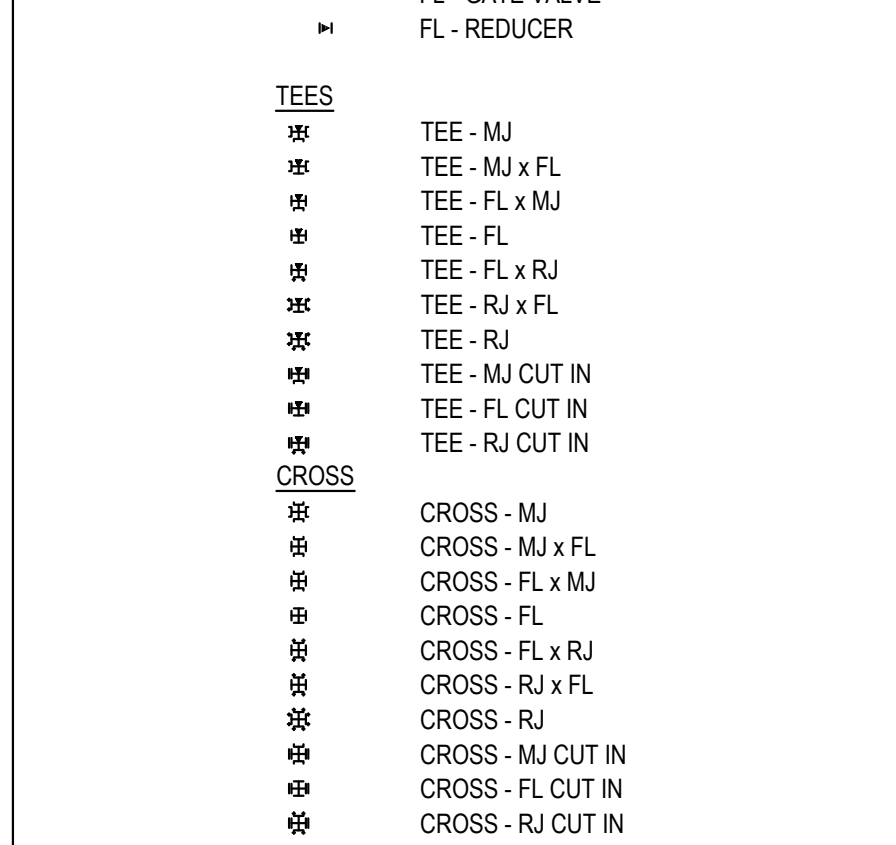 FL - GATE VALVE
FL - REDUCER
TEES
TEE - MJ
TEE - MJ x FL
TEE - FL x MJ
TEE - FL
TEE - FL x RJ
TEE - RJ x FL
TEE - RJ
TEE - MJ CUT IN
TEE - FL CUT IN
TEE - RJ CUT IN
CROSS
CROSS - MJ
CROSS - MJ x FL
CROSS - FL x MJ
CROSS - FL
CROSS - FL x RJ
CROSS - RJ x FL
CROSS - RJ
CROSS - MJ CUT IN
CROSS - FL CUT IN
CROSS - RJ CUT IN